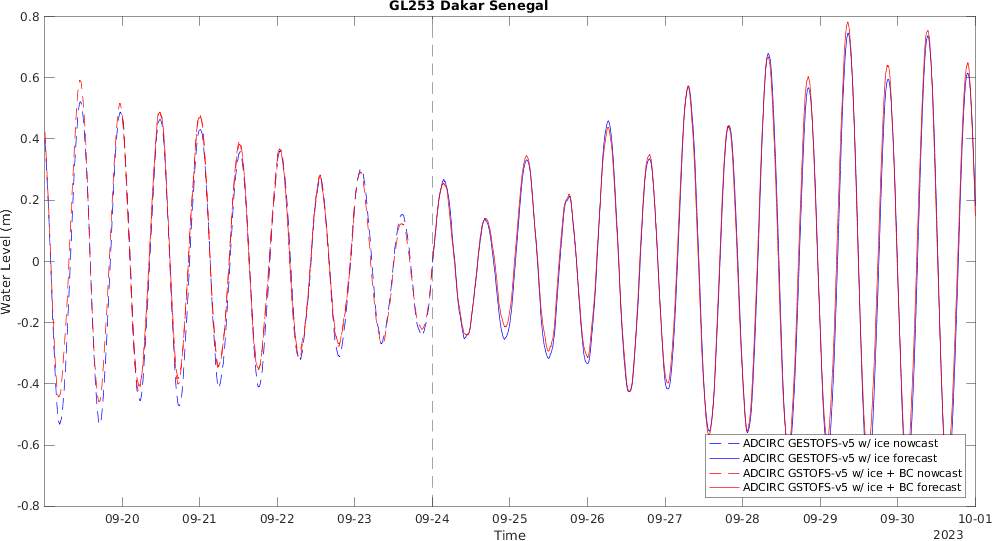 GL253 Dakar Senegal
0.8
0.6
0.4
0.2
0
-0.2
-0.4
-0.6
-0.8
Water Level (m)
ADCIRC GESTOFS-v5 w/ ice nowcast
ADCIRC GESTOFS-v5 w/ ice forecast
ADCIRC GSTOFS-v5 w/ ice + BC nowcast
ADCIRC GSTOFS-v5 w/ ice + BC forecast
09-20 09-21 09-22 09-23 09-24 09-25 09-26 09-27 09-28 09-29 09-30 10-01
Time
2023